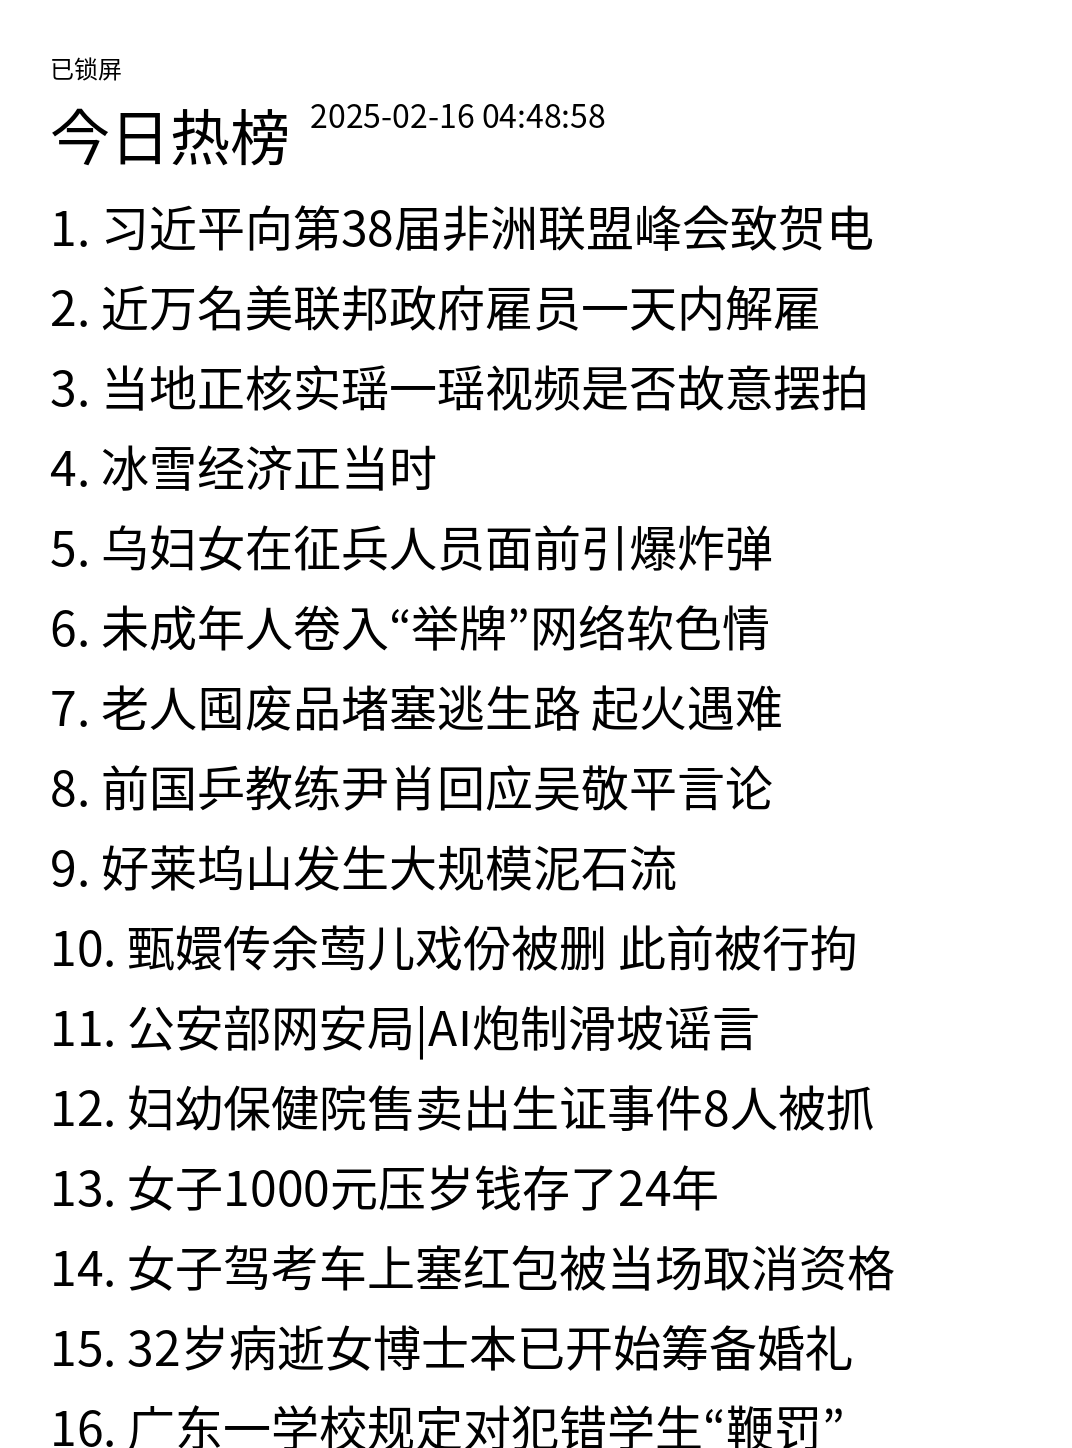 已锁屏
今日热榜 2025-02-16 04:48:58
1. 习近平向第38届非洲联盟峰会致贺电
2. 近万名美联邦政府雇员一天内解雇
3. 当地正核实瑶一瑶视频是否故意摆拍
4. 冰雪经济正当时
5. 乌妇女在征兵人员面前引爆炸弹
6. 未成年人卷入“举牌”网络软色情
7. 老人囤废品堵塞逃生路 起火遇难
8. 前国乒教练尹肖回应吴敬平言论
9. 好莱坞山发生大规模泥石流
10. 甄嬛传余莺儿戏份被删 此前被行拘
11. 公安部网安局|AI炮制滑坡谣言
12. 妇幼保健院售卖出生证事件8人被抓
13. 女子1000元压岁钱存了24年
14. 女子驾考车上塞红包被当场取消资格
15. 32岁病逝女博士本已开始筹备婚礼
16. 广东一学校规定对犯错学生“鞭罚”